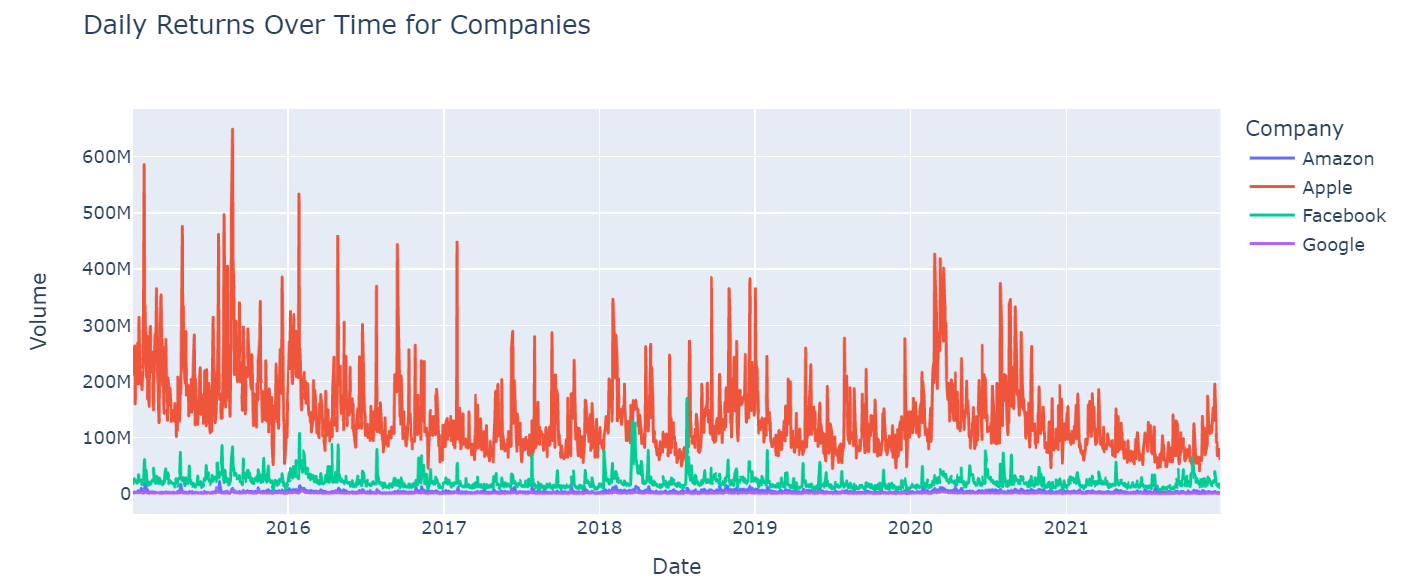 Daily Returns Over Time for Companies
Company
Amazon
Apple
Facebook
Google
Volume
600M
500M
400M
300M
200M
100M
0
2016
2017
2018
2019
2020
2021
Date